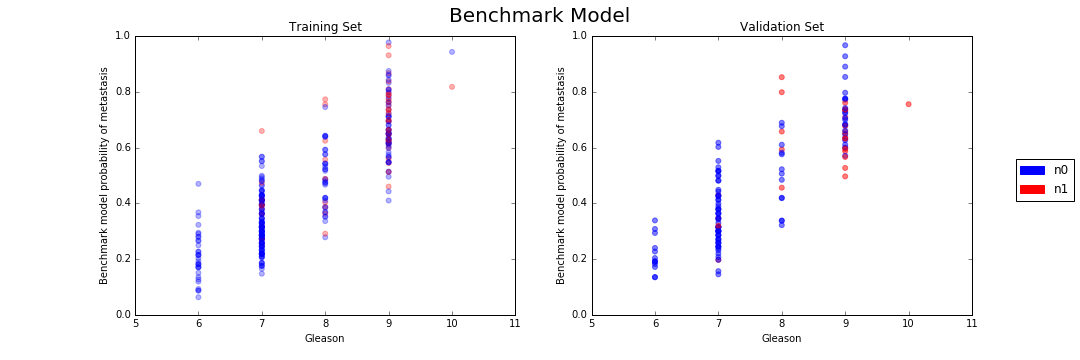 Benchmark Model
Training Set
Benchmark model probability of metastasis
1.0
0.8
0.6
0.4
0.2
0.0
5 6 7 8 9 10 11
Gleason
Validation Set
Benchmark model probability of metastasis
1.0
0.8
0.6
0.4
0.2
0.0
5 6 7 8 9 10 11
Gleason
n0
n1